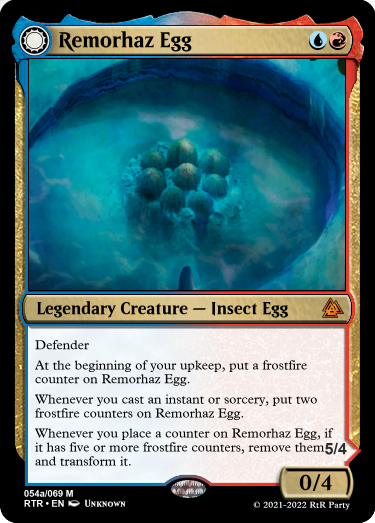 Remorhaz Egg
Legendary Creature — Insect Egg
Defender
At the beginning of your upkeep, put a frostfire
counter on Remorhaz Egg.
Whenever you cast an instant or sorcery, put two
frostfire counters on Remorhaz Egg.
Whenever you place a counter on Remorhaz Egg, if
it has five or more frostfire counters, remove them
and transform it.
5/4
0/4
054a/069 M
RTR • EN Unknown
© 2021-2022 RtR Party